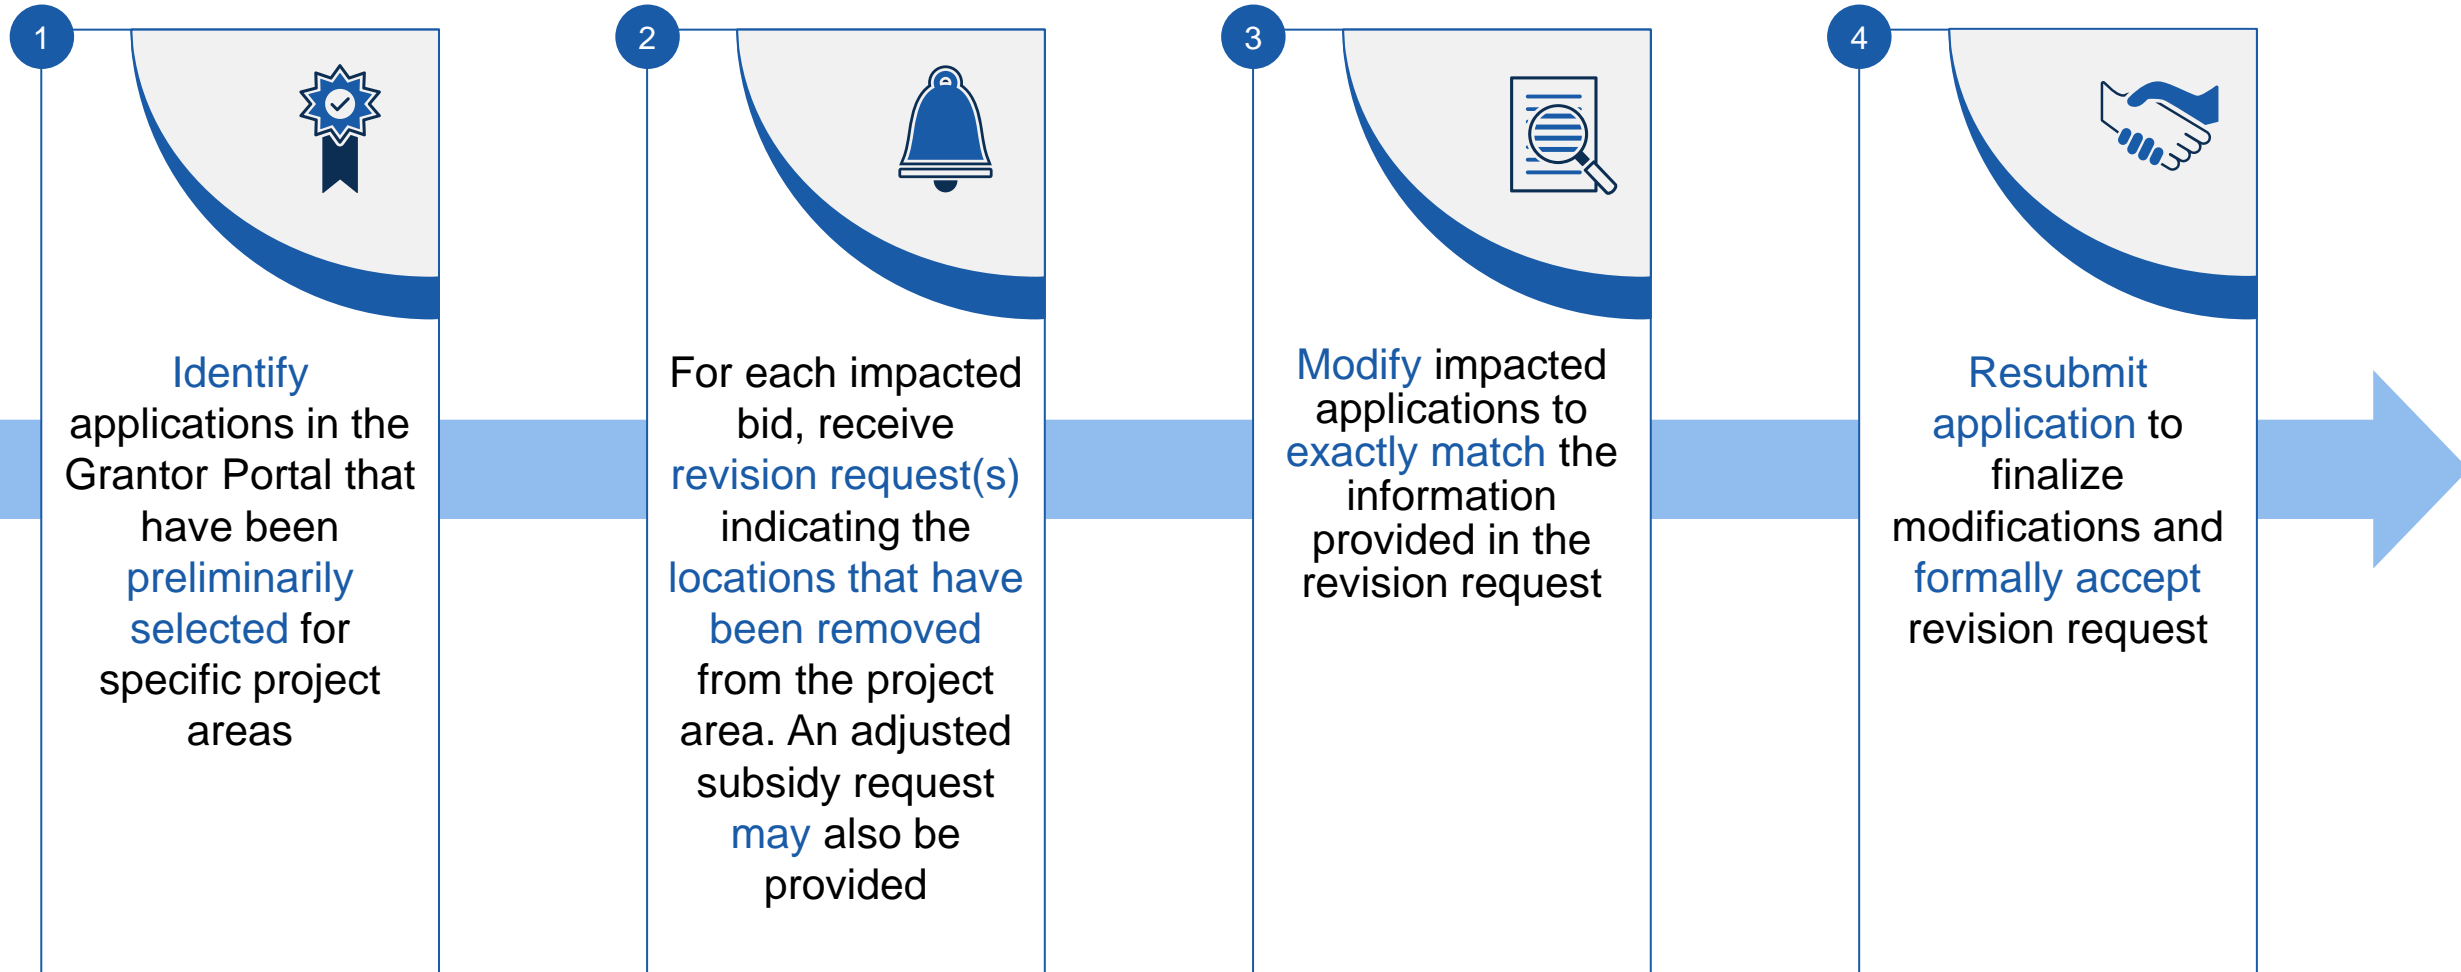 1
Identify
applications in the
Grantor Portal that
have been
preliminarily
selected for
specific project
areas
2
For each impacted
bid, receive
revision request(s)
indicating the
locations that have
been removed
from the project
area. An adjusted
subsidy request
may also be
provided
3
Modify impacted
applications to
exactly match the
information
provided in the
revision request
4
Resubmit
application to
finalize
modifications and
formally accept
revision request